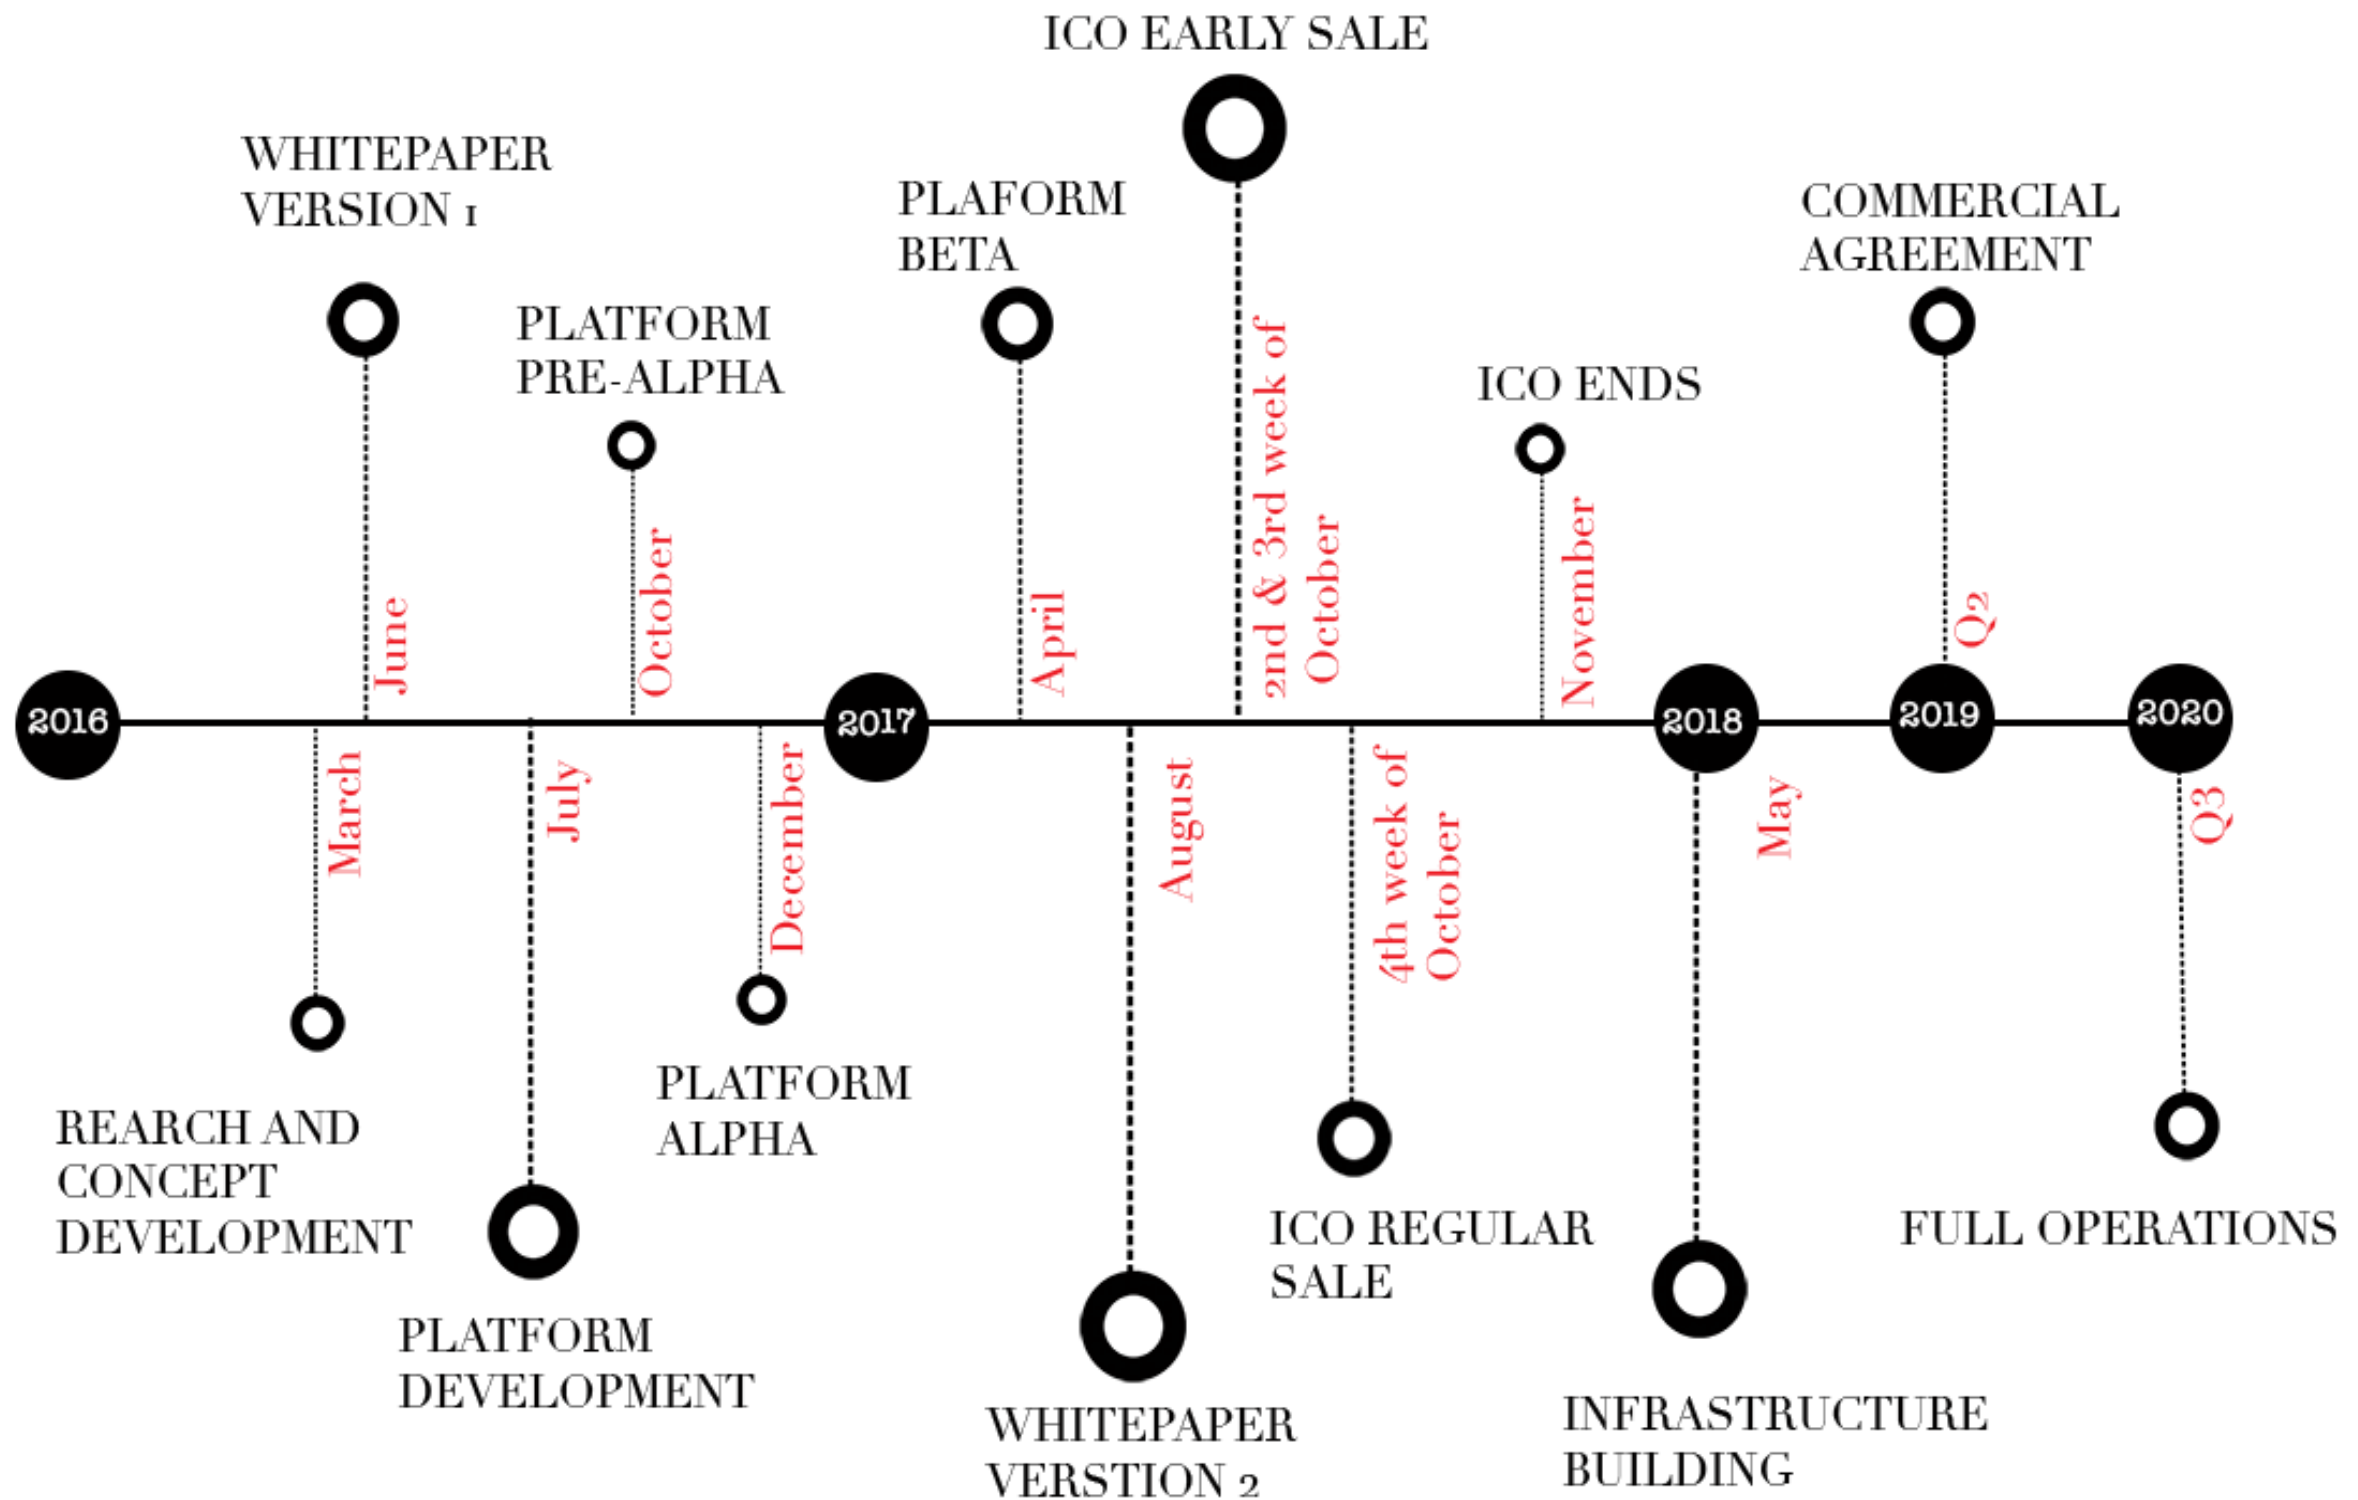 ICO EARLY SALE
WHITEPAPER
VERSION 1
PLAFORM
BETA
COMMERCIAL
AGREEMENT
PLATFORM
PRE-ALPHA
ICO ENDS
June
October
April
2nd & 3rd week of
October
November
Q2
2016
2017
2018
2019
2020
March
July
December
August
4th week of
October
May
Q3
REARCH AND
CONCEPT
DEVELOPMENT
PLATFORM
ALPHA
PLATFORM
DEVELOPMENT
ICO REGULAR
SALE
FULL OPERATIONS
WHITEPAPER
VERSTION 2
INFRASTRUCTURE
BUILDING